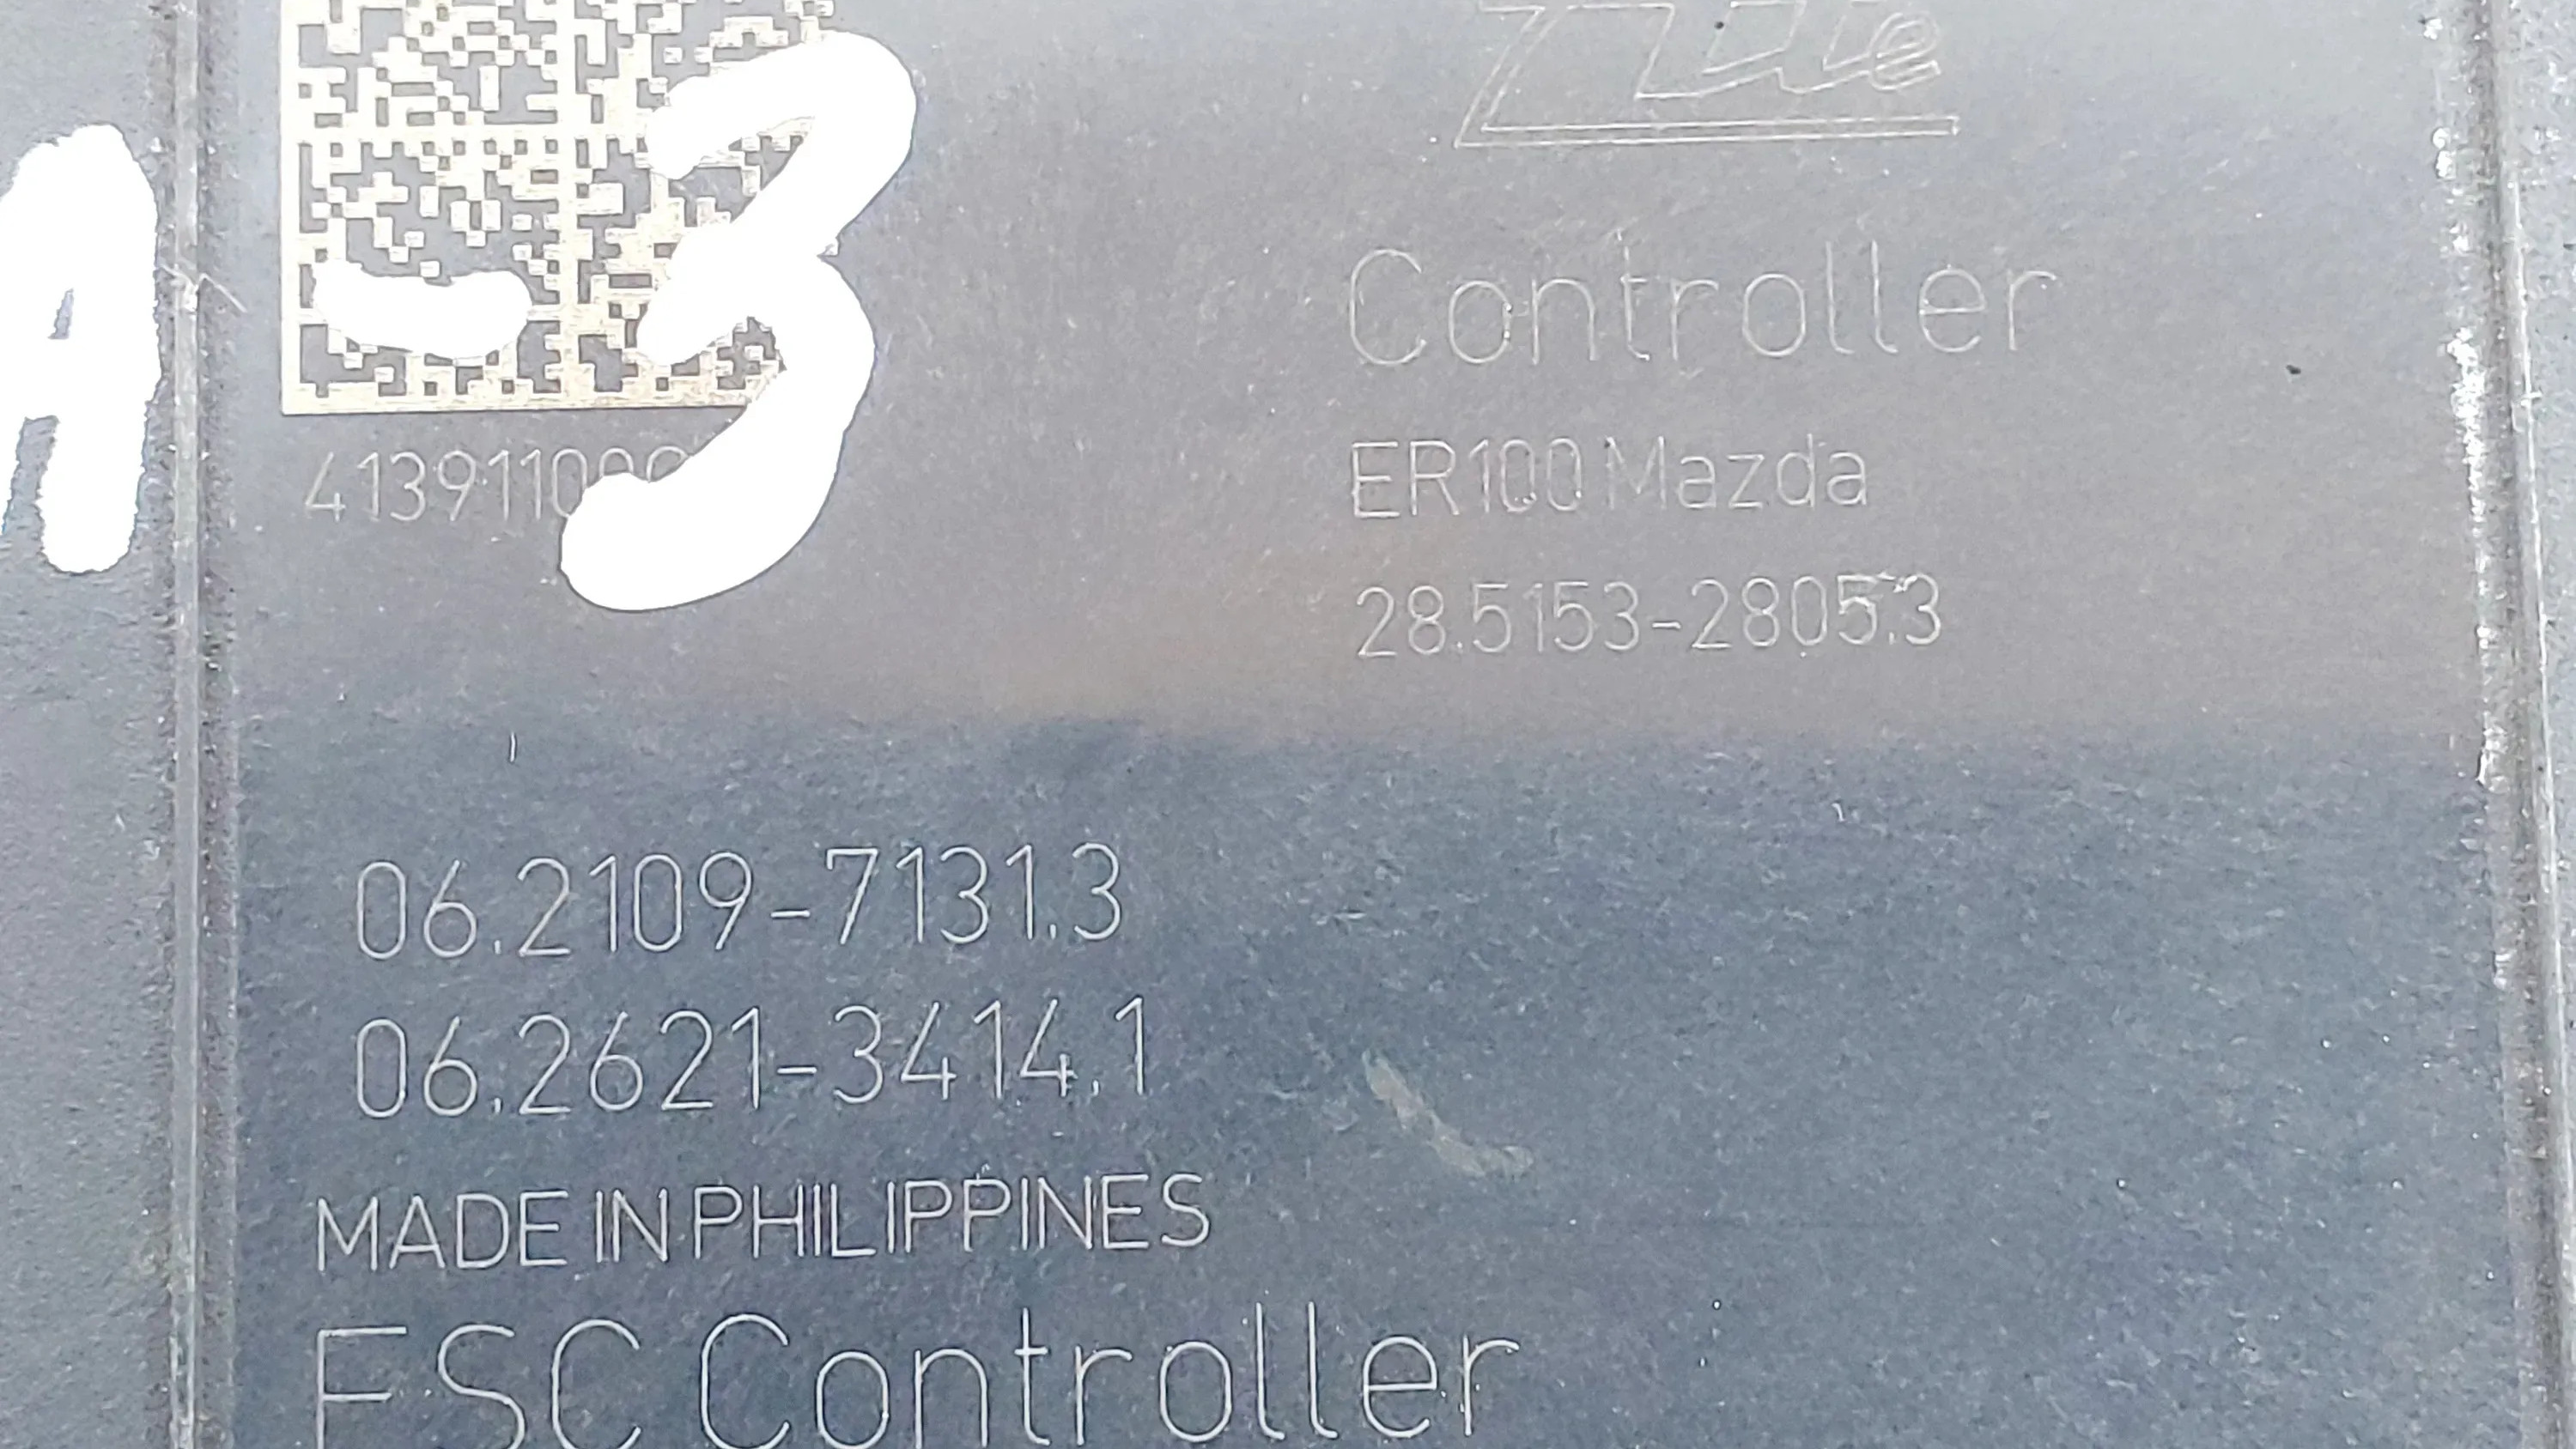 A -3
Controller
ER100 Mazda
28.5153-2805.3
06.2109-7131.3
06.2621-3414.1
MADE IN PHILIPPINES
ESC Controller